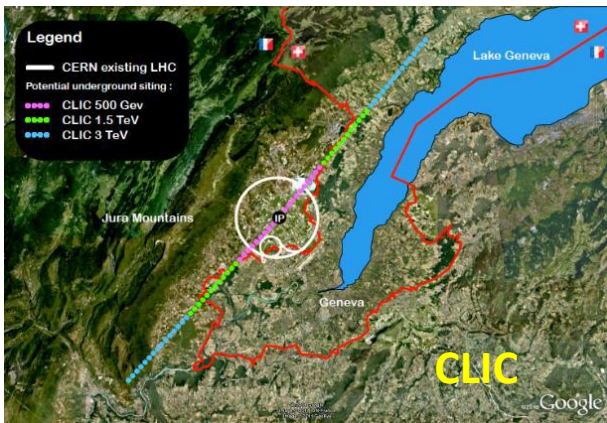 Legend
CERN existing LHC
Potential underground siting :
CLIC 500 Gev
CLIC 1.5 TeV
CLIC 3 TeV
Lake Geneva
Jura Mountains
IP
Geneva
CLIC
Google